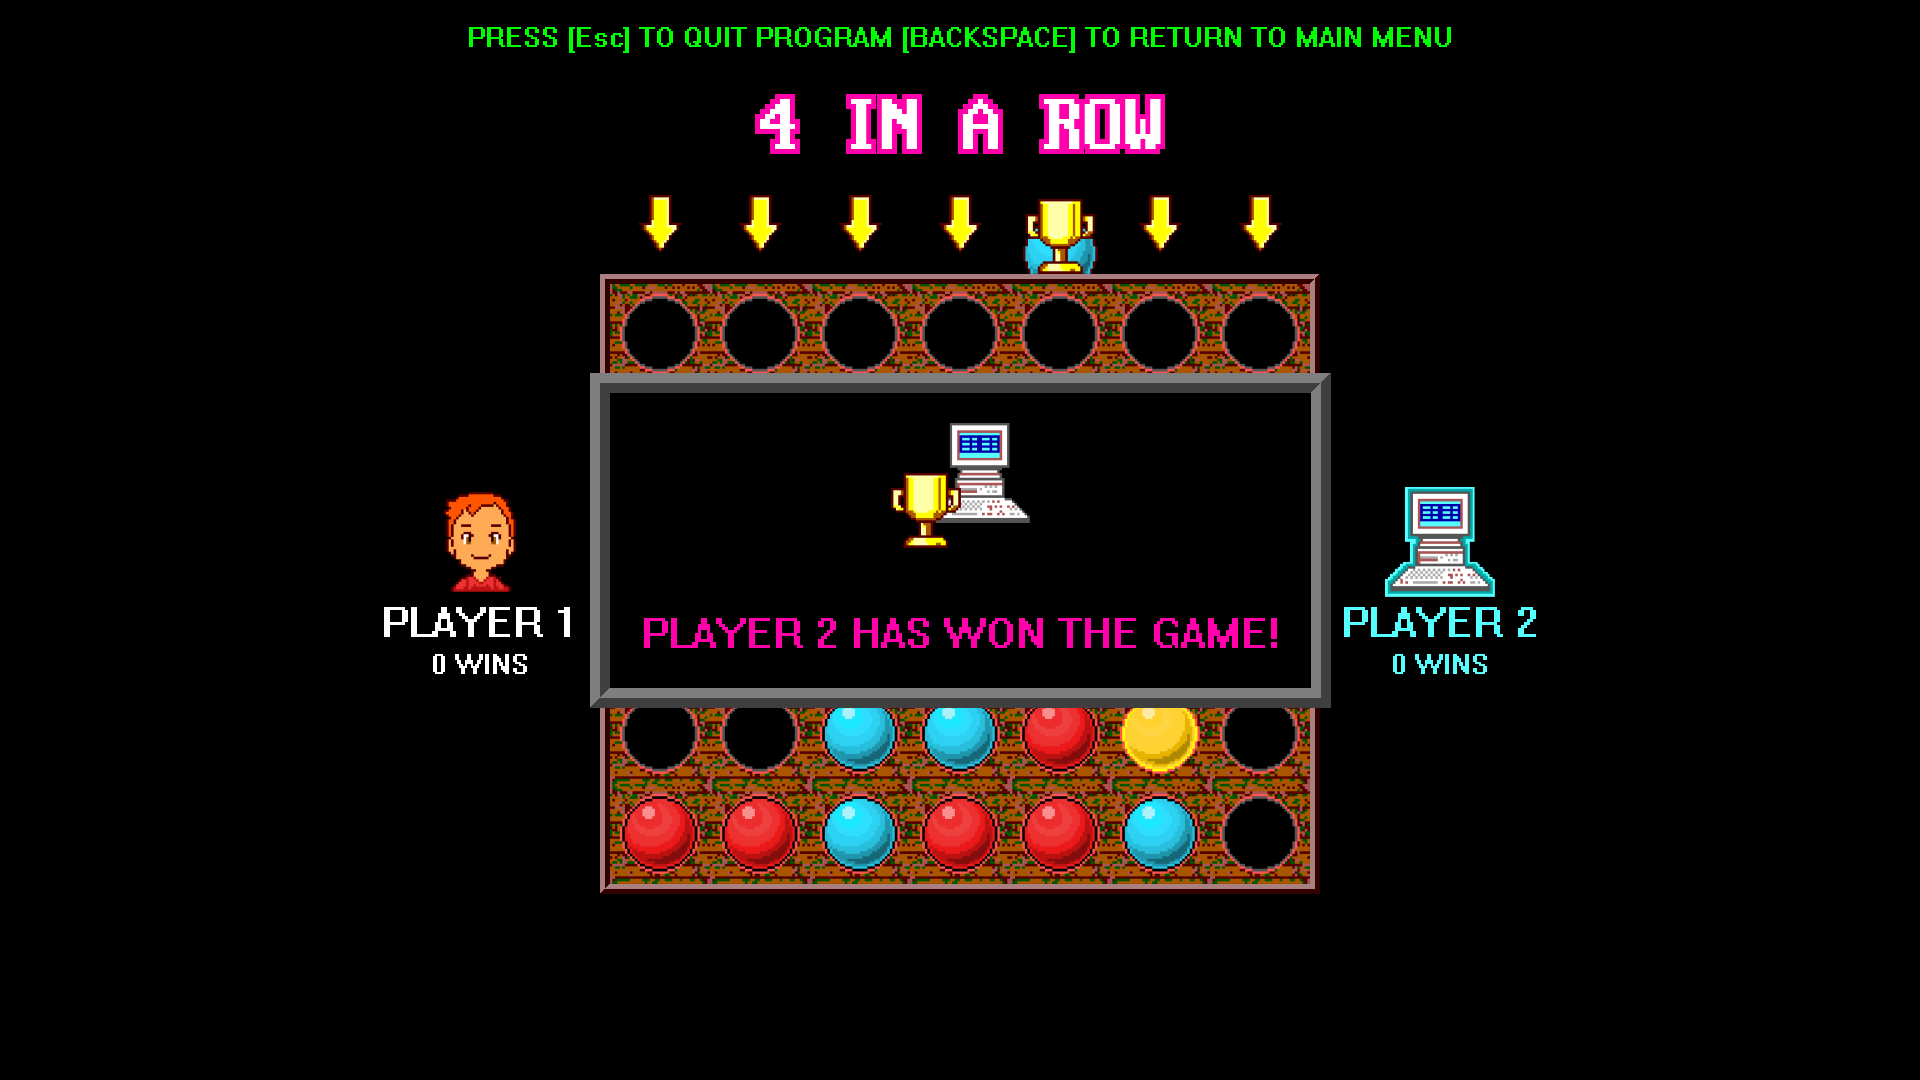 PRESS [Esc] TO QUIT PROGRAM [BACKSPACE] TO RETURN TO MAIN MENU
4 IN A ROW
PLAYER 2 HAS WON THE GAME!
PLAYER 1
0 WINS
PLAYER 2
0 WINS